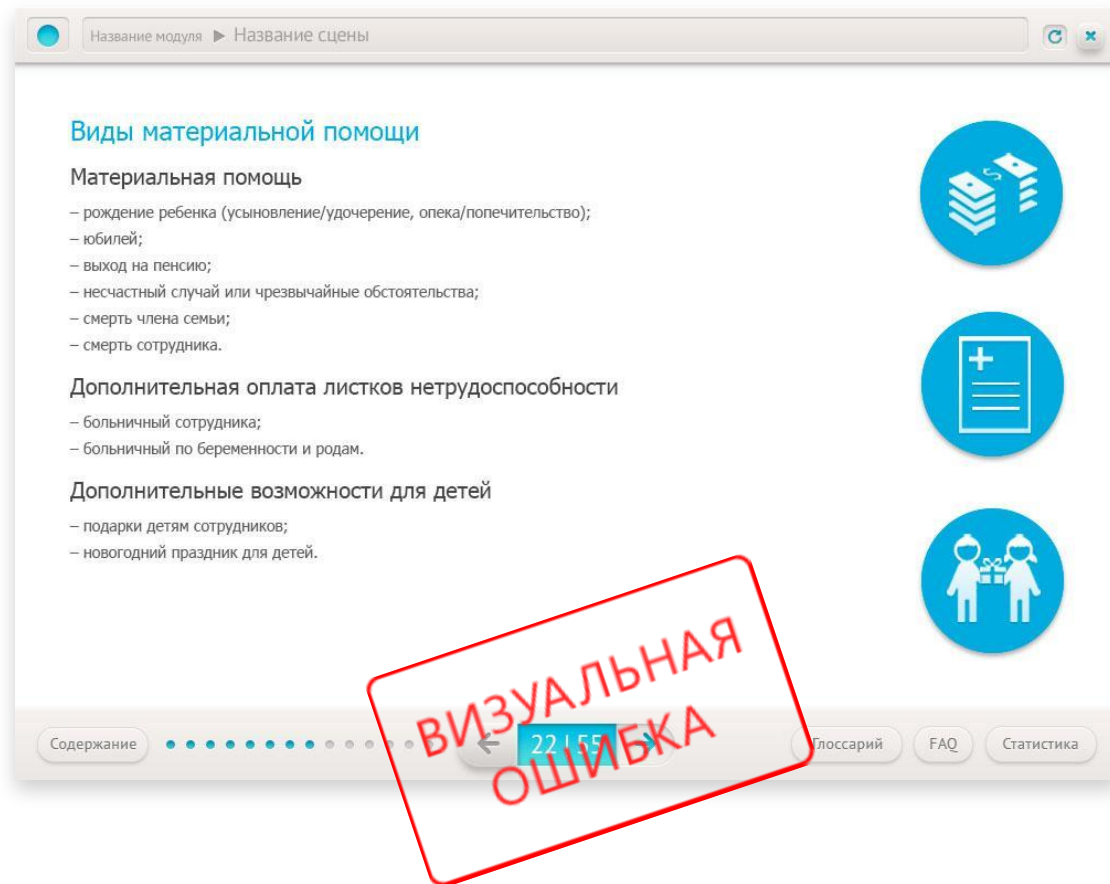 Название модуля ▶ Название сцены
Виды материальной помощи
Материальная помощь
– рождение ребенка (усыновление/удочерение, опека/попечительство);
– юбилей;
– выход на пенсию;
– несчастный случай или чрезвычайные обстоятельства;
– смерть члена семьи;
– смерть сотрудника.
Дополнительная оплата листков нетрудоспособности
– больничный сотрудника;
– больничный по беременности и родам.
Дополнительные возможности для детей
– подарки детям сотрудников;
– новогодний праздник для детей.
ВИЗУАЛЬНАЯ
ОШИБКА
Содержание
22 | 55
Глоссарий
FAQ
Статистика